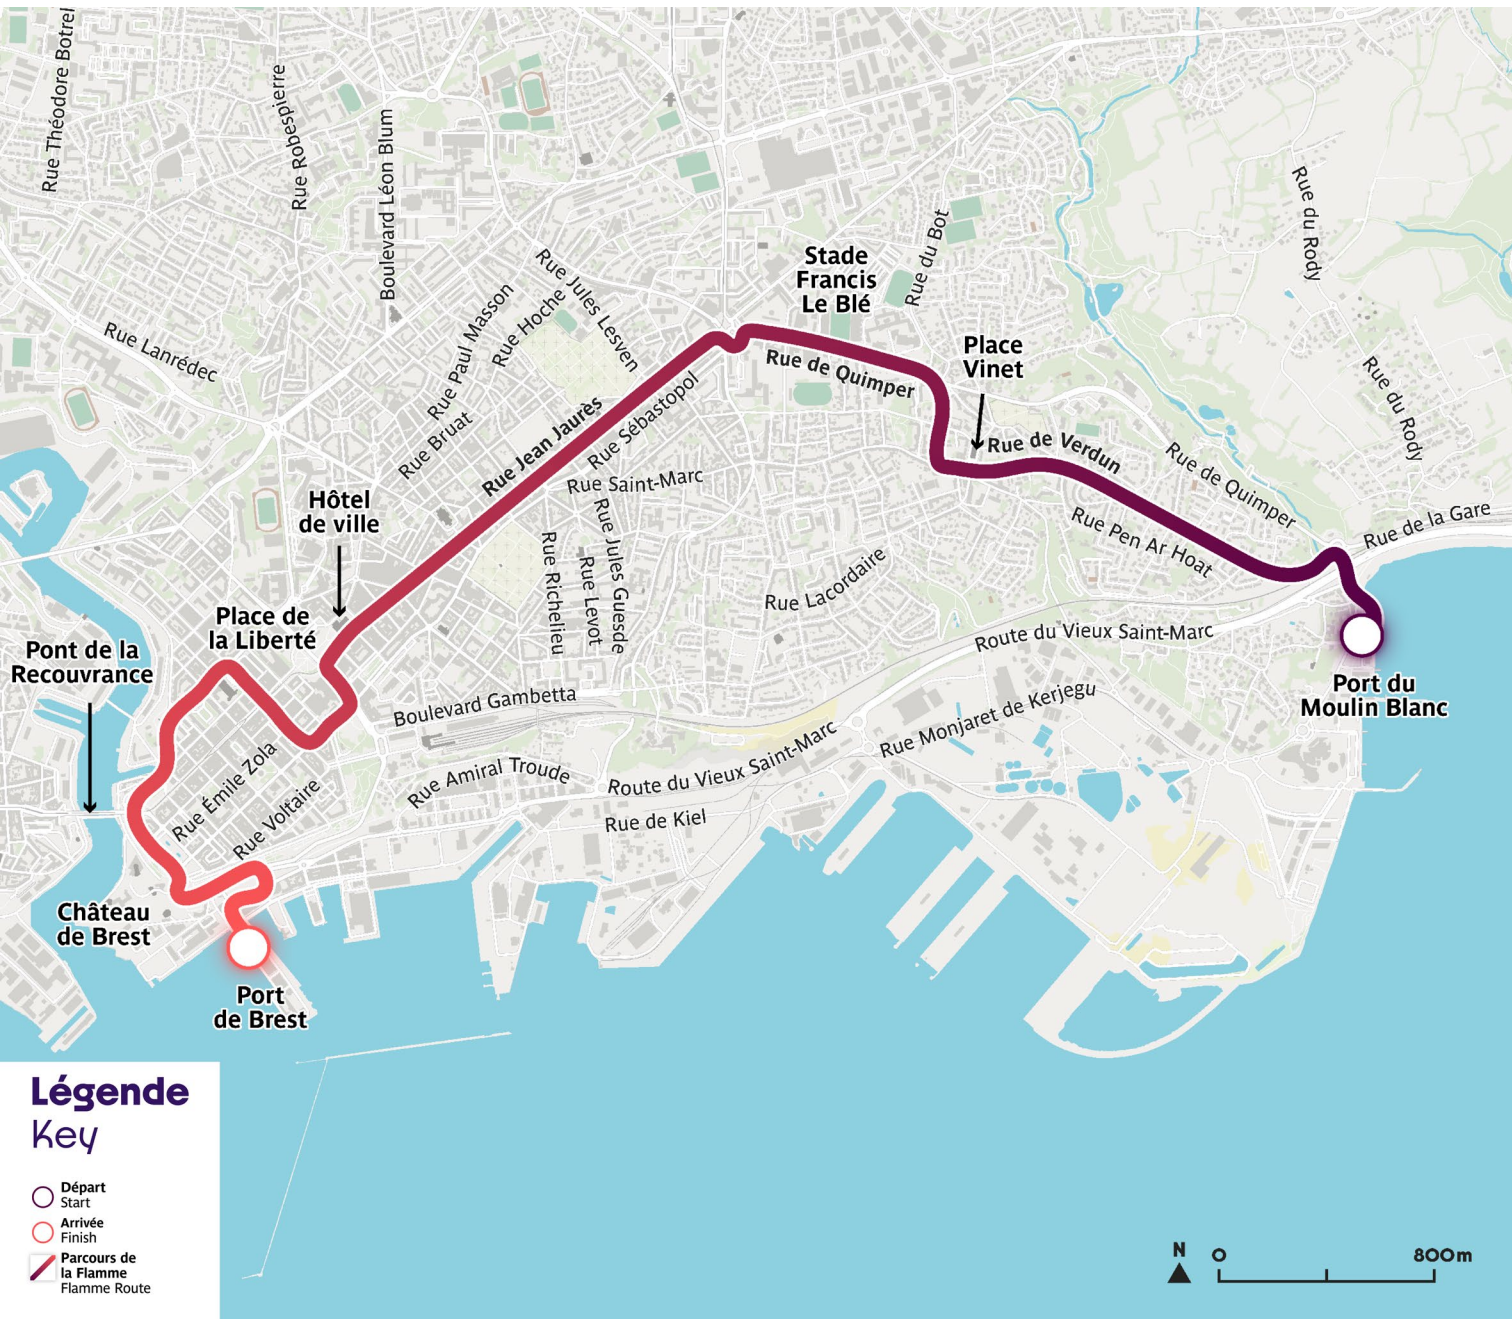 Rue Théodore Botrel
Rue Robespierre
Boulevard Léon Blum
Rue du Rody
Rue du Bot
Rue Jules Lesven
Stade
Francis
Le Blé
Rue Paul Masson
Rue Hoche
Rue Lanrédec
Place
Vinet
Rue de Quimper
Rue du Rody
Rue Bruat
Rue Jean Jaurès
Rue Sébastopol
Rue de Verdun
Rue de Quimper
Rue Saint-Marc
Hôtel
de ville
Rue Pen Ar Hoat
Rue de la Gare
Rue Richelieu
Rue Levot
Rue Jules Guesde
Rue Lacordaire
Place de
la Liberté
Route du Vieux Saint-Marc
Pont de la
Recouvrance
Port du
Moulin Blanc
Boulevard Gambetta
Rue Monjaret de Kerjegu
Rue Émile Zola
Rue Voltaire
Rue Amiral Troude
Route du Vieux Saint-Marc
Rue de Kiel
Château
de Brest
Port
de Brest
Légende
Key
Départ
Start
Arrivée
Finish
Parcours de
la Flamme
Flamme Route
N
0
800m